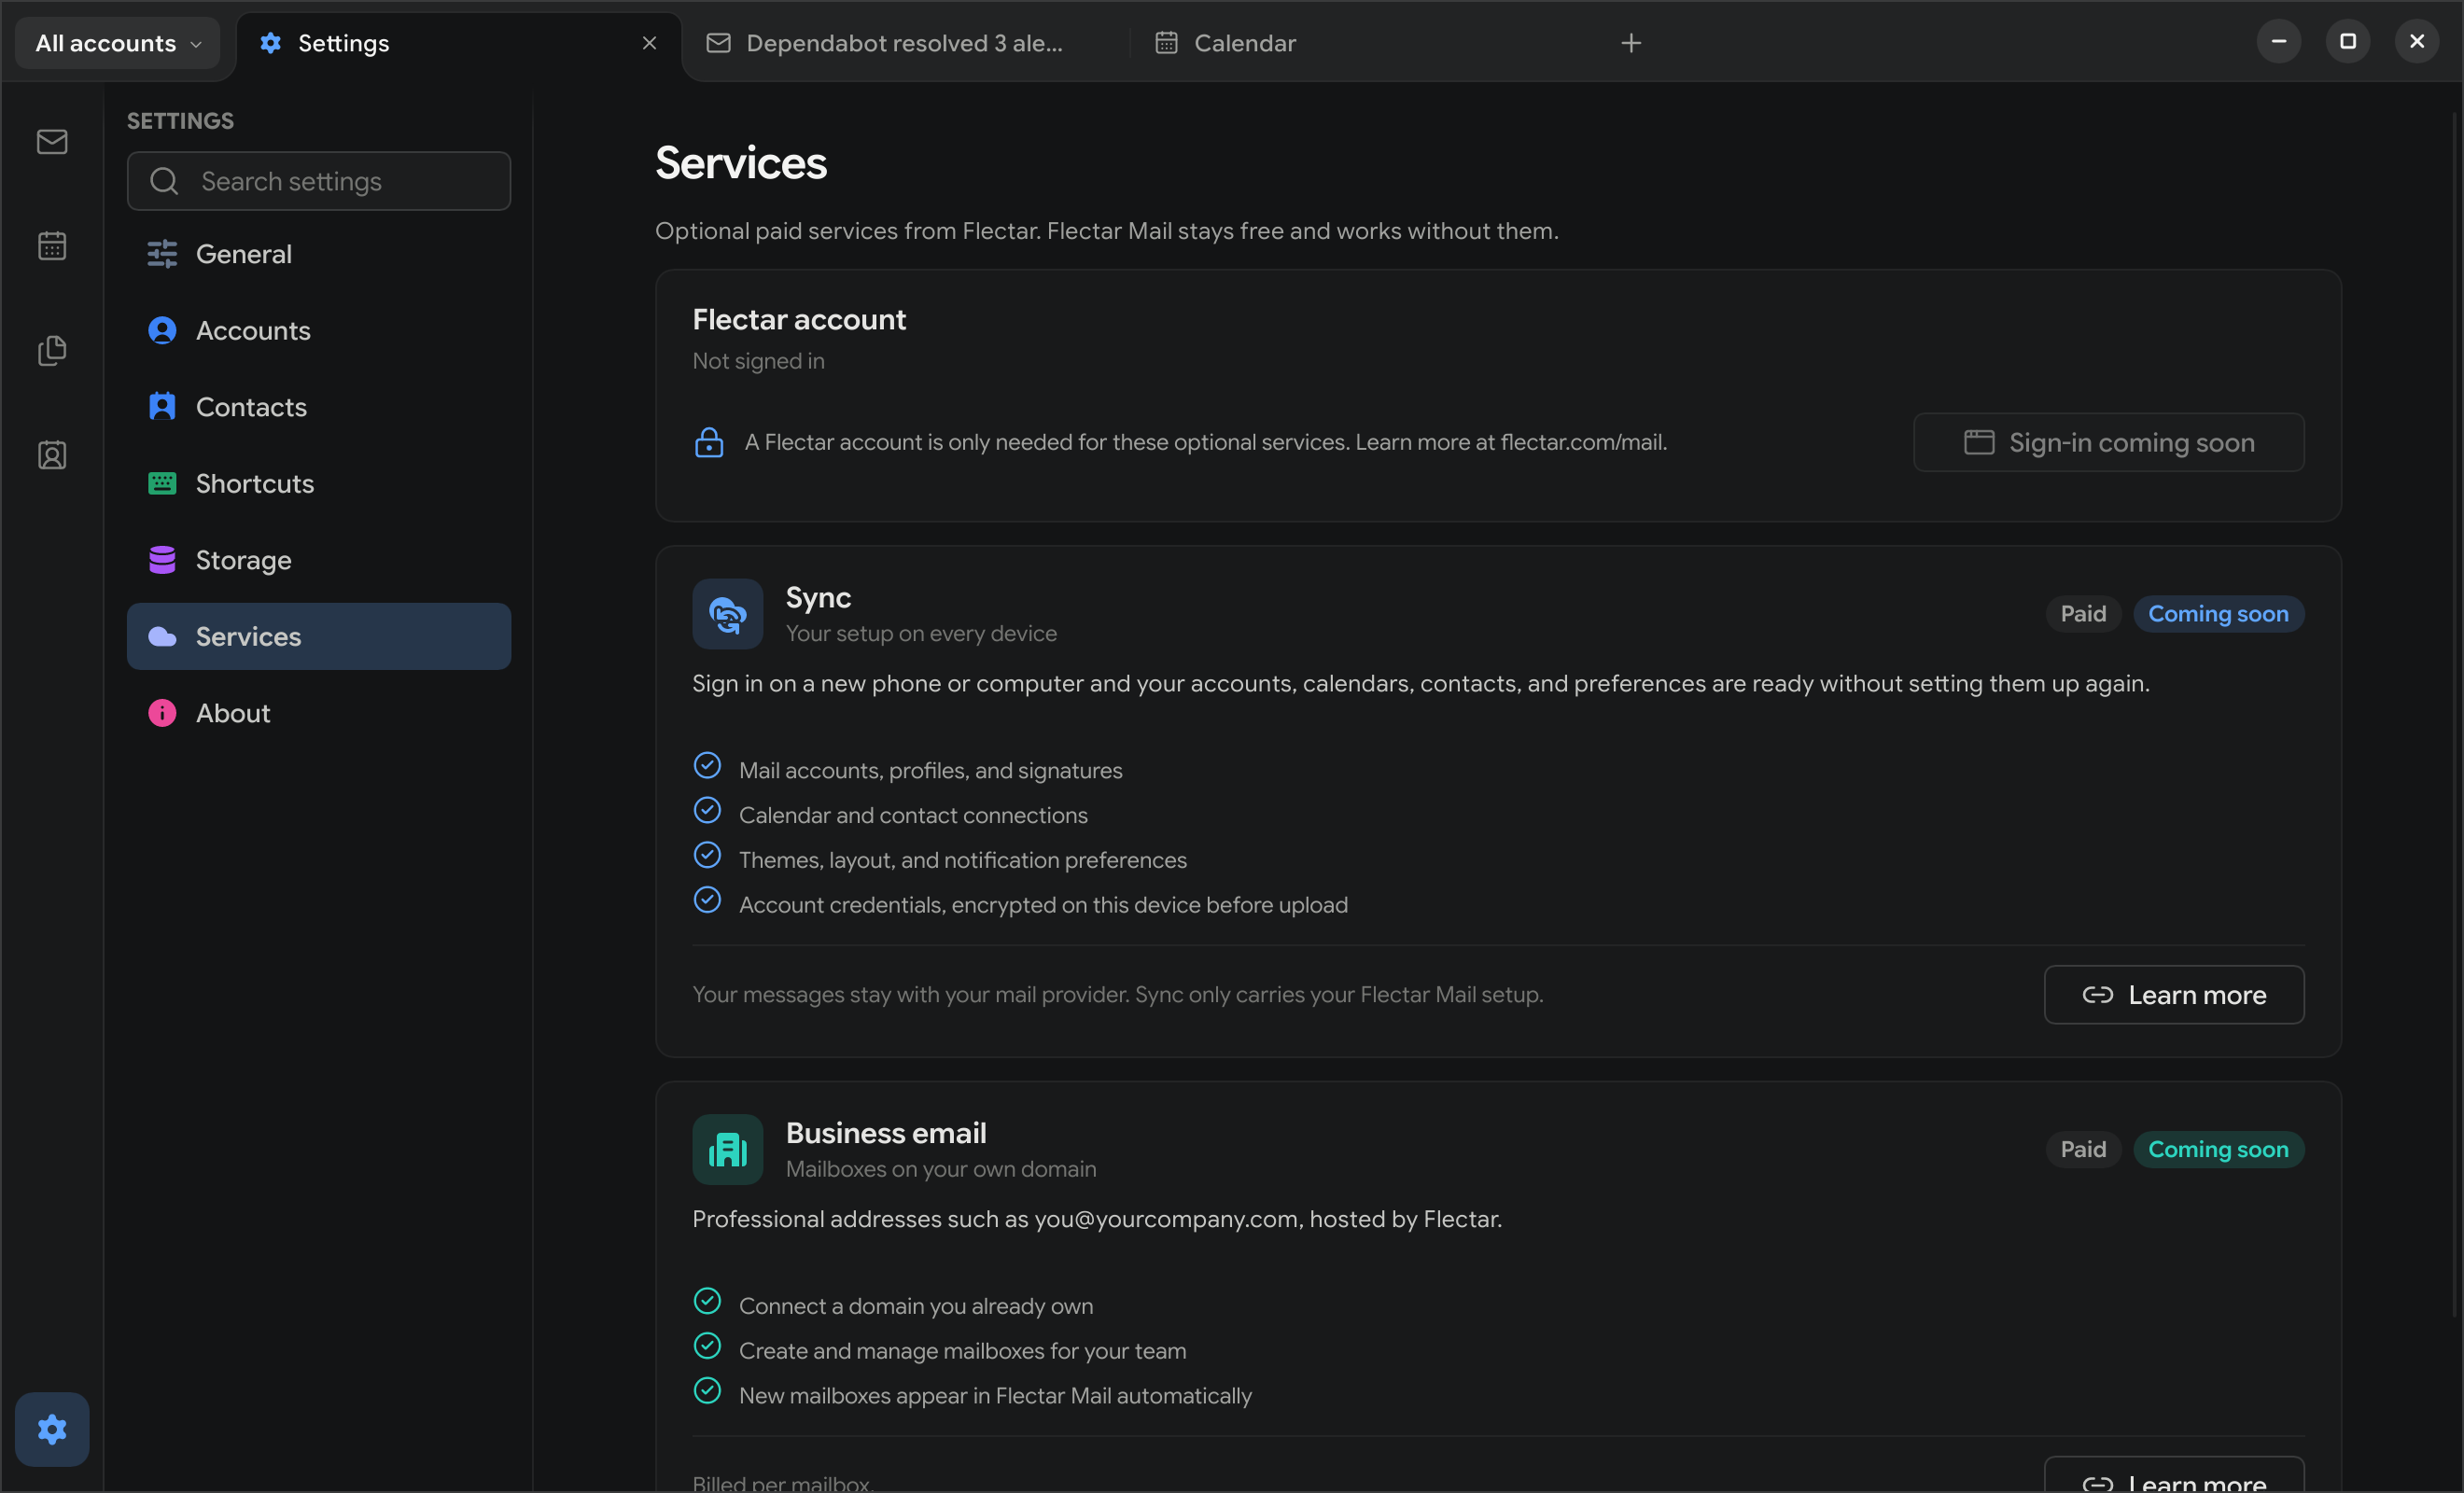 All accounts
Settings
Dependabot resolved 3 ale...
Calendar
SETTINGS
Search settings
General
Accounts
Contacts
Shortcuts
Storage
Services
About
Services
Optional paid services from Flectar. Flectar Mail stays free and works without them.
Flectar account
Not signed in
A Flectar account is only needed for these optional services. Learn more at flectar.com/mail.
Sign-in coming soon
Sync
Your setup on every device
Paid
Coming soon
Sign in on a new phone or computer and your accounts, calendars, contacts, and preferences are ready without setting them up again.
Mail accounts, profiles, and signatures
Calendar and contact connections
Themes, layout, and notification preferences
Account credentials, encrypted on this device before upload
Your messages stay with your mail provider. Sync only carries your Flectar Mail setup.
Learn more
Business email
Mailboxes on your own domain
Paid
Coming soon
Professional addresses such as you@yourcompany.com, hosted by Flectar.
Connect a domain you already own
Create and manage mailboxes for your team
New mailboxes appear in Flectar Mail automatically
Billed per mailbox.
Learn more